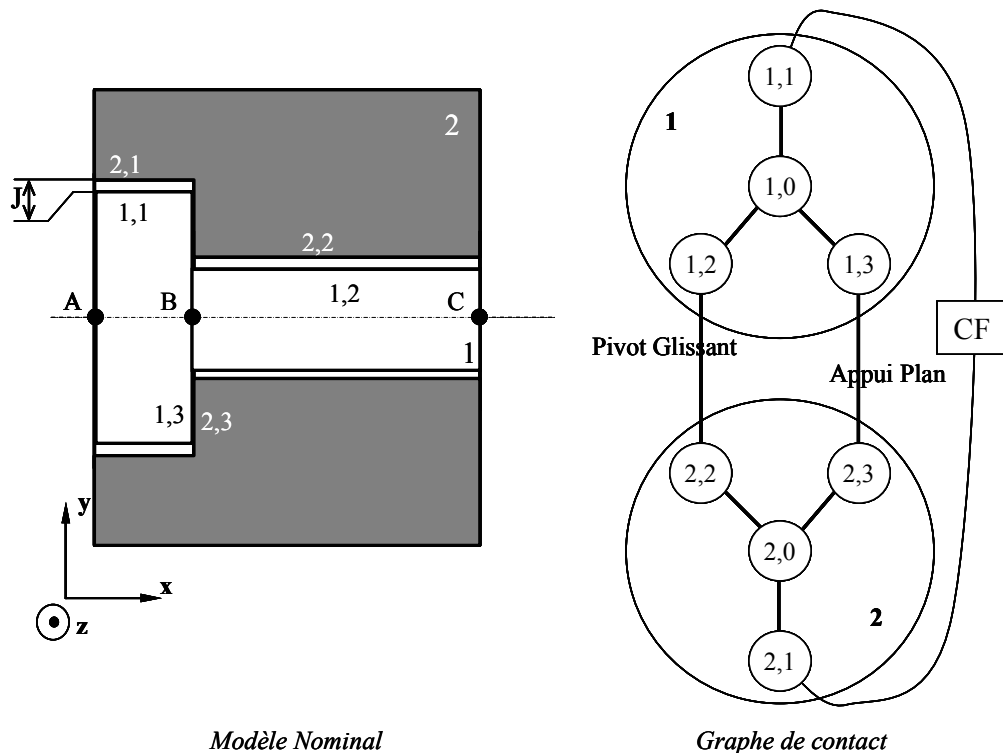 2
2,1
J
1,1
2,2
1,2
A
B
C
1
1,3
2,3
y
x
z
Modèle Nominal
1,1
1
1,0
1,2
1,3
CF
Pivot Glissant
Appui Plan
2,2
2,3
2,0
2
2,1
Graphe de contact